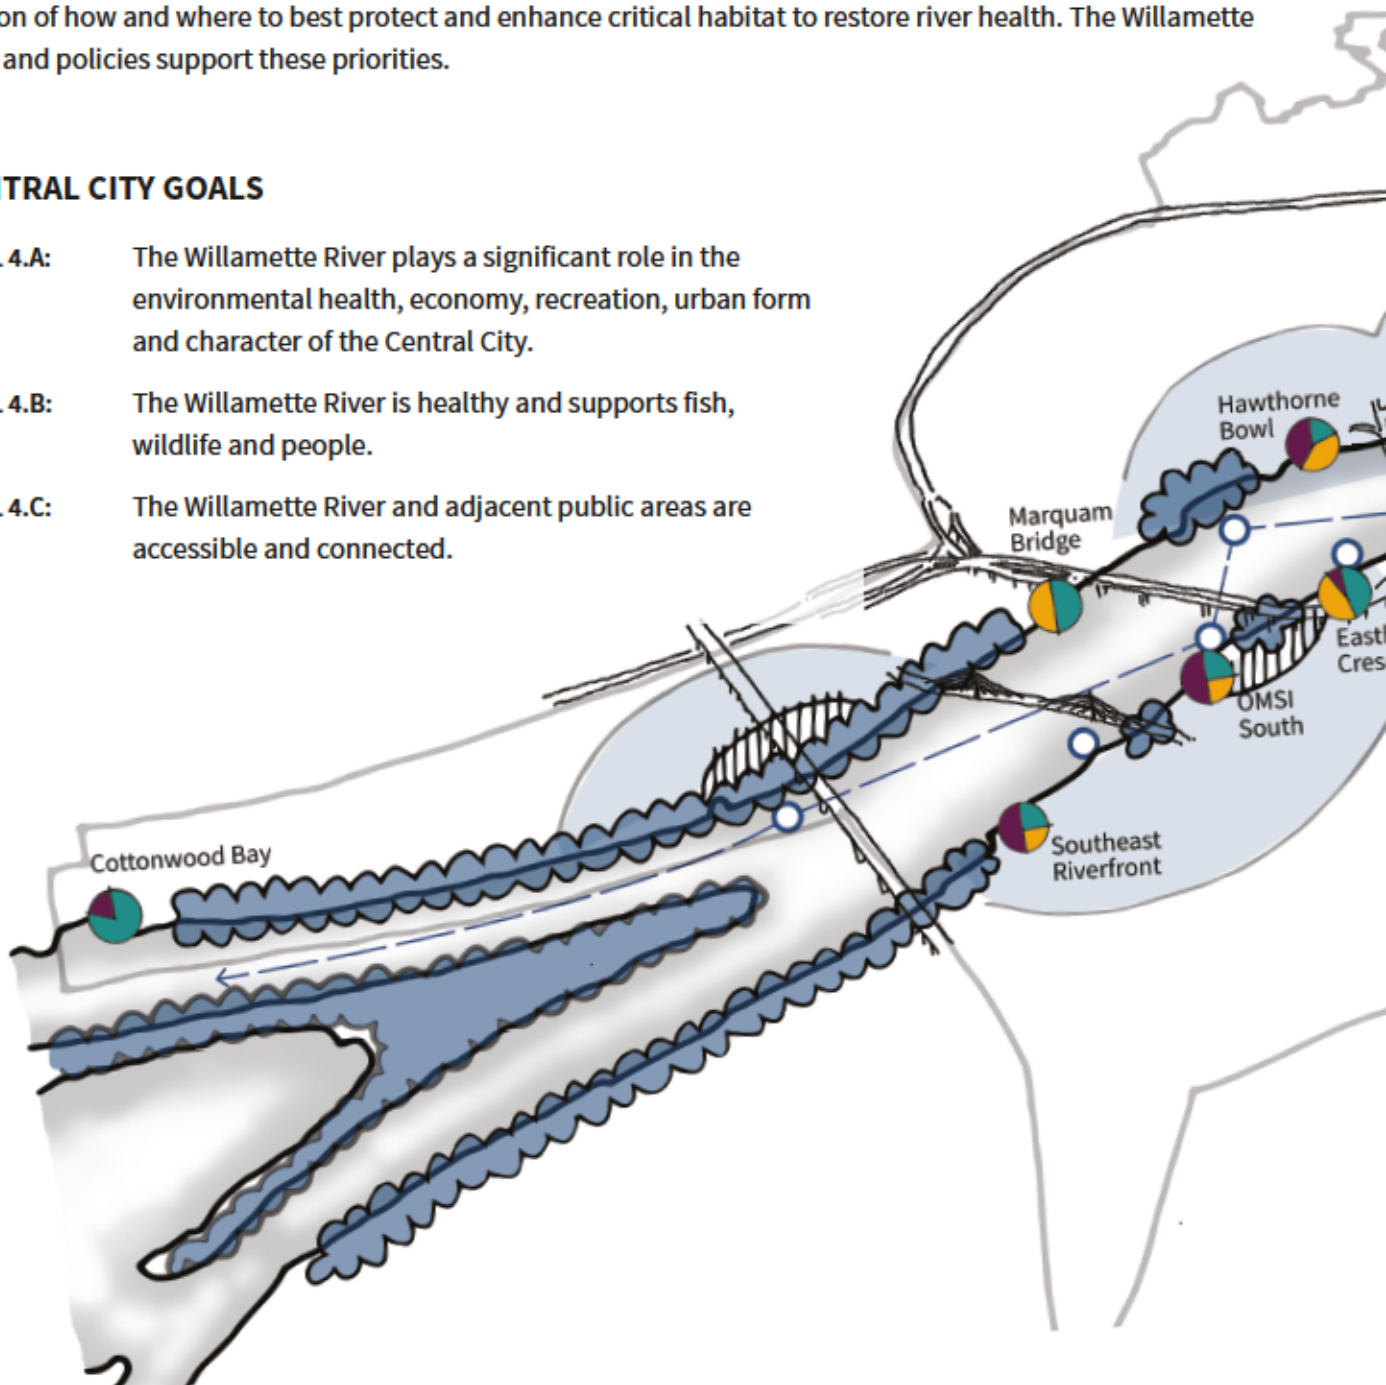 on of how and where to best protect and enhance critical habitat to restore river health. The Willamette
and policies support these priorities.
TRAL CITY GOALS
4.A: The Willamette River plays a significant role in the
environmental health, economy, recreation, urban form
and character of the Central City.
4.B: The Willamette River is healthy and supports fish,
wildlife and people.
4.C: The Willamette River and adjacent public areas are
accessible and connected.
Hawthorne
Bowl
Marquam
Bridge
East
Cres
OMSI
South
Southeast
Riverfront
Cottonwood Bay